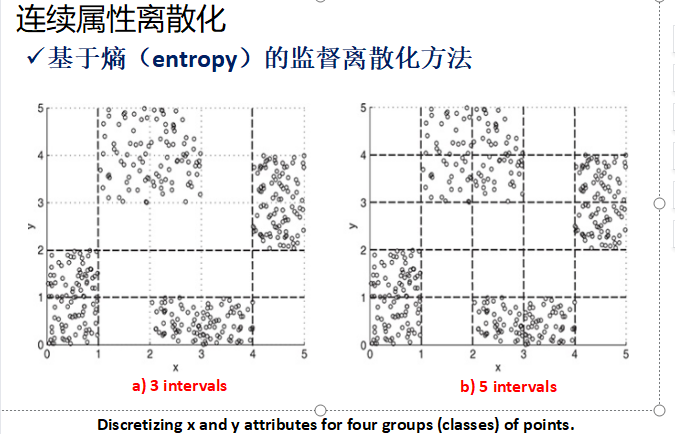 连续属性离散化
✓基于熵（entropy）的监督离散化方法
5
4
3
2
1
0
y
0 1 2 3 4 5
x
a) 3 intervals
5
4
3
2
1
0
y
0 1 2 3 4 5
x
b) 5 intervals
Discretizing x and y attributes for four groups (classes) of points.